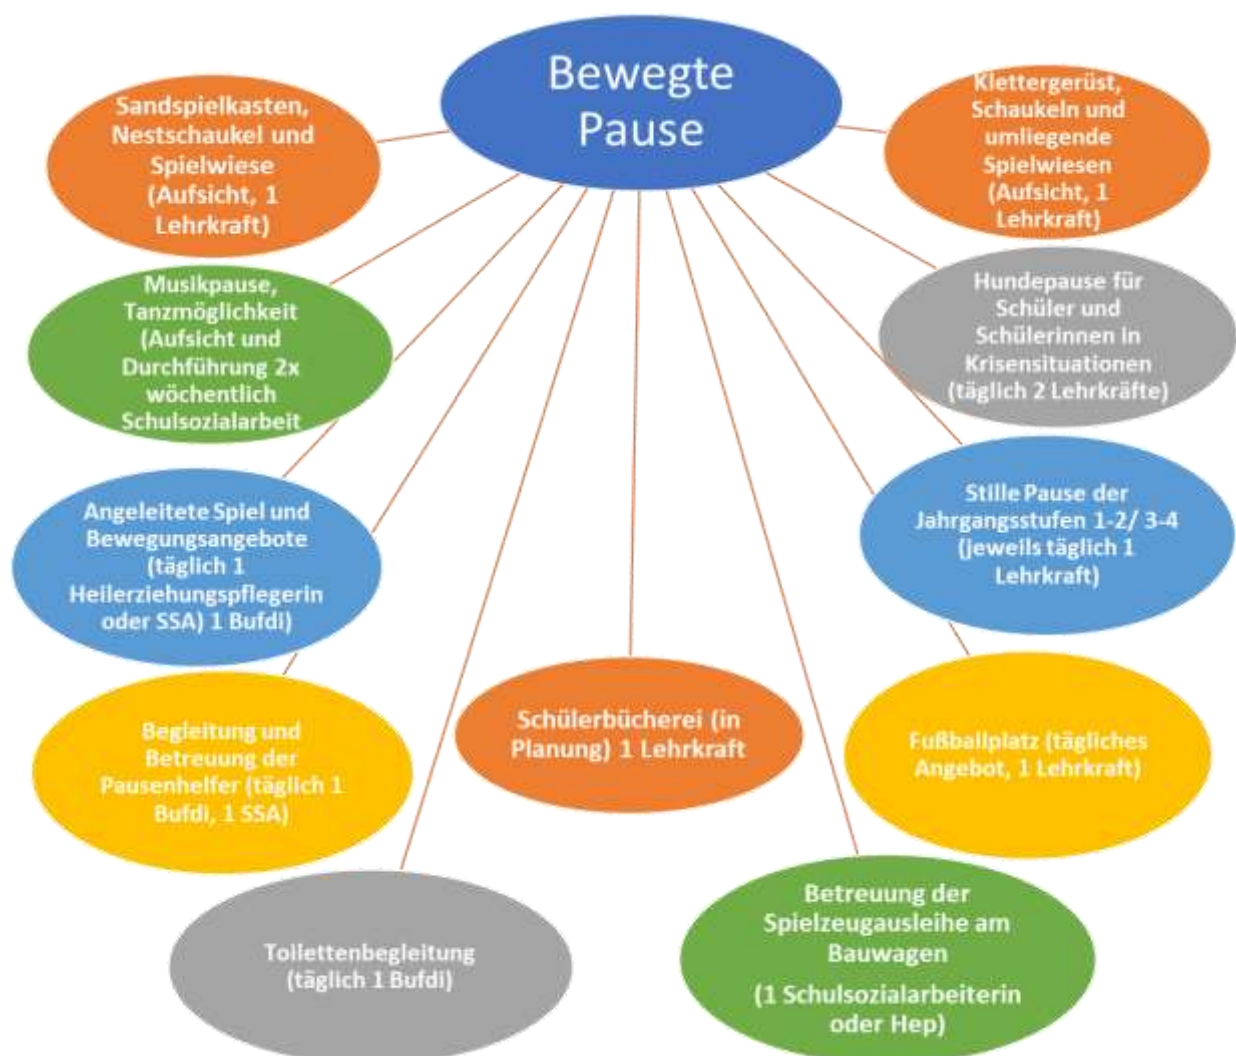 Bewegte
Pause
Sandspielkasten,
Nestschaukel und
Spielwiese
(Aufsicht, 1
Lehrkraft)
Klettergerüst,
Schaukeln und
umliegende
Spielwiesen
(Aufsicht, 1
Lehrkraft)
Musikpause,
Tanzmöglichkeit
(Aufsicht und
Durchführung 2x
wöchentlich
Schulsozialarbeit
Hundepause für
Schüler und
Schülerinnen in
Krisensituationen
(täglich 2 Lehrkräfte)
Angeleitete Spiel und
Bewegungsangebote
(täglich 1
Heilerziehungspflegerin
oder SSA) 1 Bufdi)
Stille Pause der
Jahrgangsstufen 1-2/ 3-4
(jeweils täglich 1
Lehrkraft)
Begleitung und
Betreuung der
Pausenhelfer (täglich 1
Bufdi, 1 SSA)
Schülerbücherei (in
Planung) 1 Lehrkraft
Fußballplatz (tägliches
Angebot, 1 Lehrkraft)
Toilettenbegleitung
(täglich 1 Bufdi)
Betreuung der
Spielzeugausleihe am
Bauwagen
(1 Schulsozialarbeiterin
oder Hep)